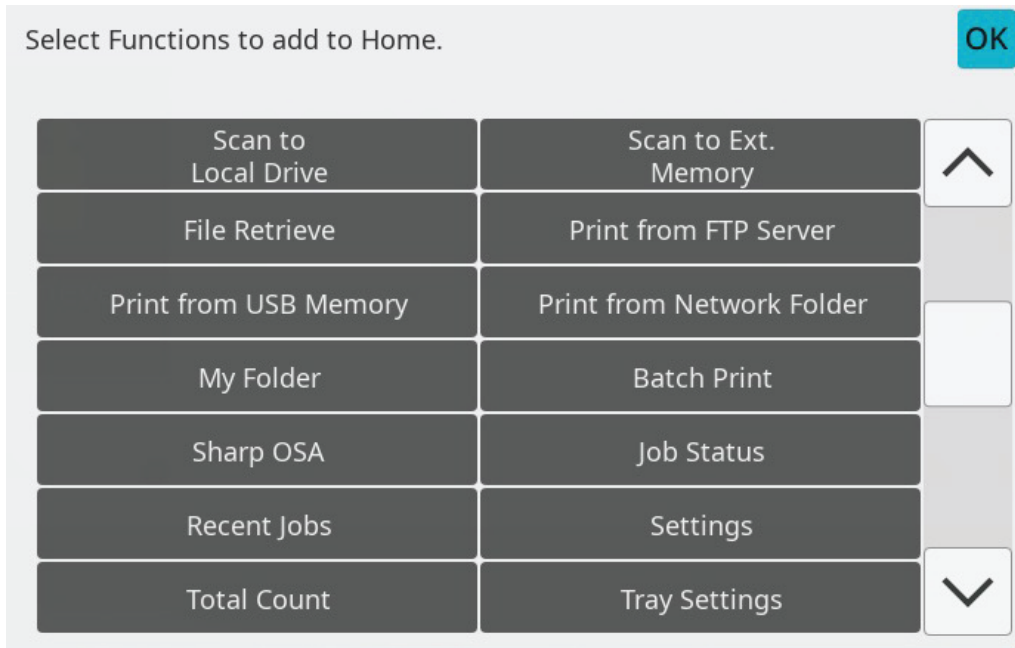 Select Functions to add to Home.
OK
Scan to
Local Drive
Scan to Ext.
Memory
File Retrieve
Print from FTP Server
Print from USB Memory
Print from Network Folder
My Folder
Batch Print
Sharp OSA
Job Status
Recent Jobs
Settings
Total Count
Tray Settings